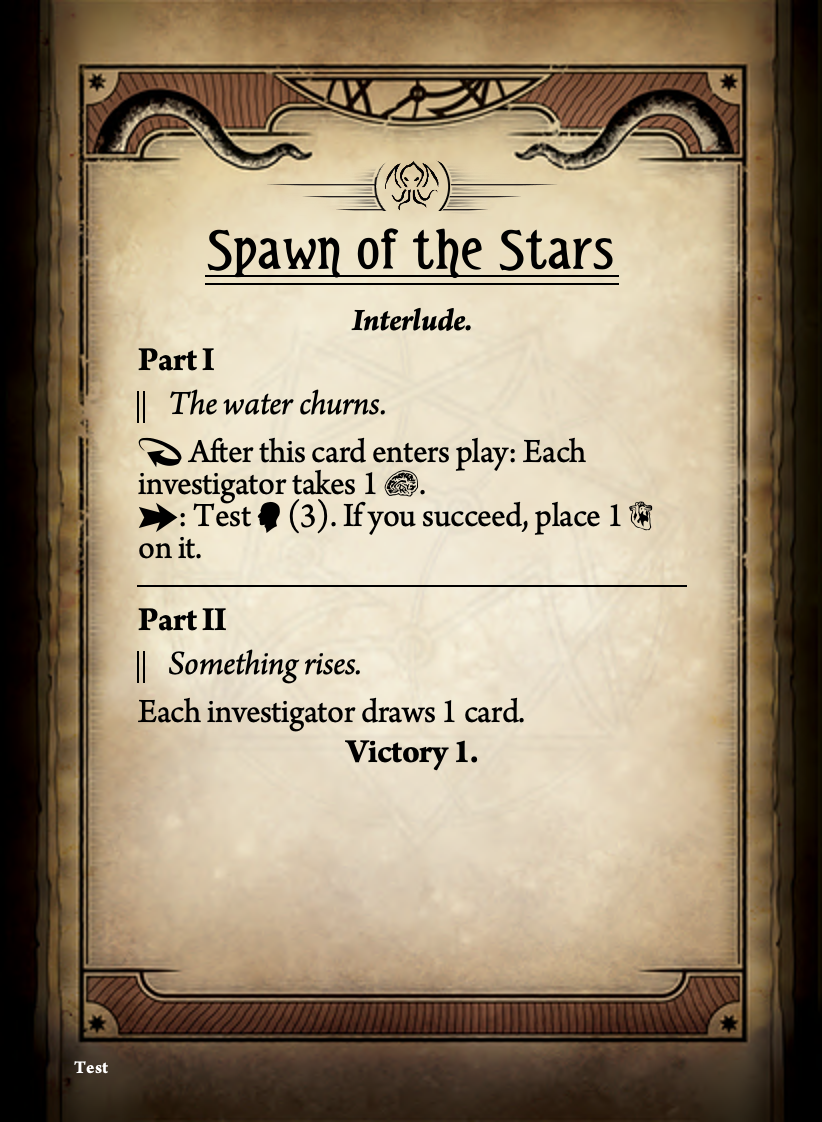 Spawn of the Stars
Interlude.
Part I
The water churns.
After this card enters play: Each
investigator takes 1 .
: Test (3). If you succeed, place 1
on it.
Part II
Something rises.
Each investigator draws 1 card.
Victory 1.
Test